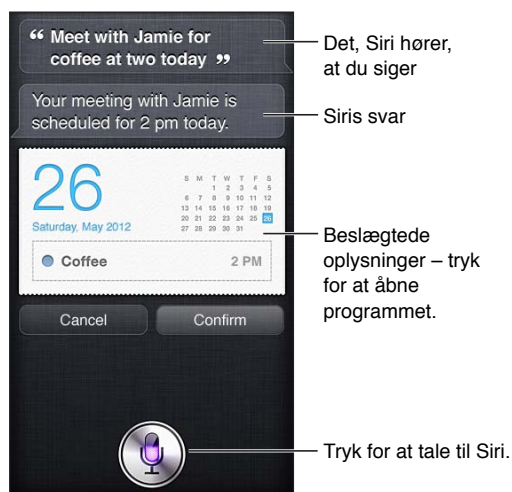 “ Meet with Jamie for
coffee at two today ”
Det, Siri hører,
at du siger
Your meeting with Jamie is
scheduled for 2 pm today.
Siris svar
26
Saturday, May 2012
S M T W T F S
1 2 3 4 5
6 7 8 9 10 11 12
13 14 15 16 17 18 19
20 21 22 23 24 25 26
27 28 29 30 31
Coffee 2 PM
Beslægtede
oplysninger – tryk
for at åbne
programmet.
Cancel Confirm
Tryk for at tale til Siri.